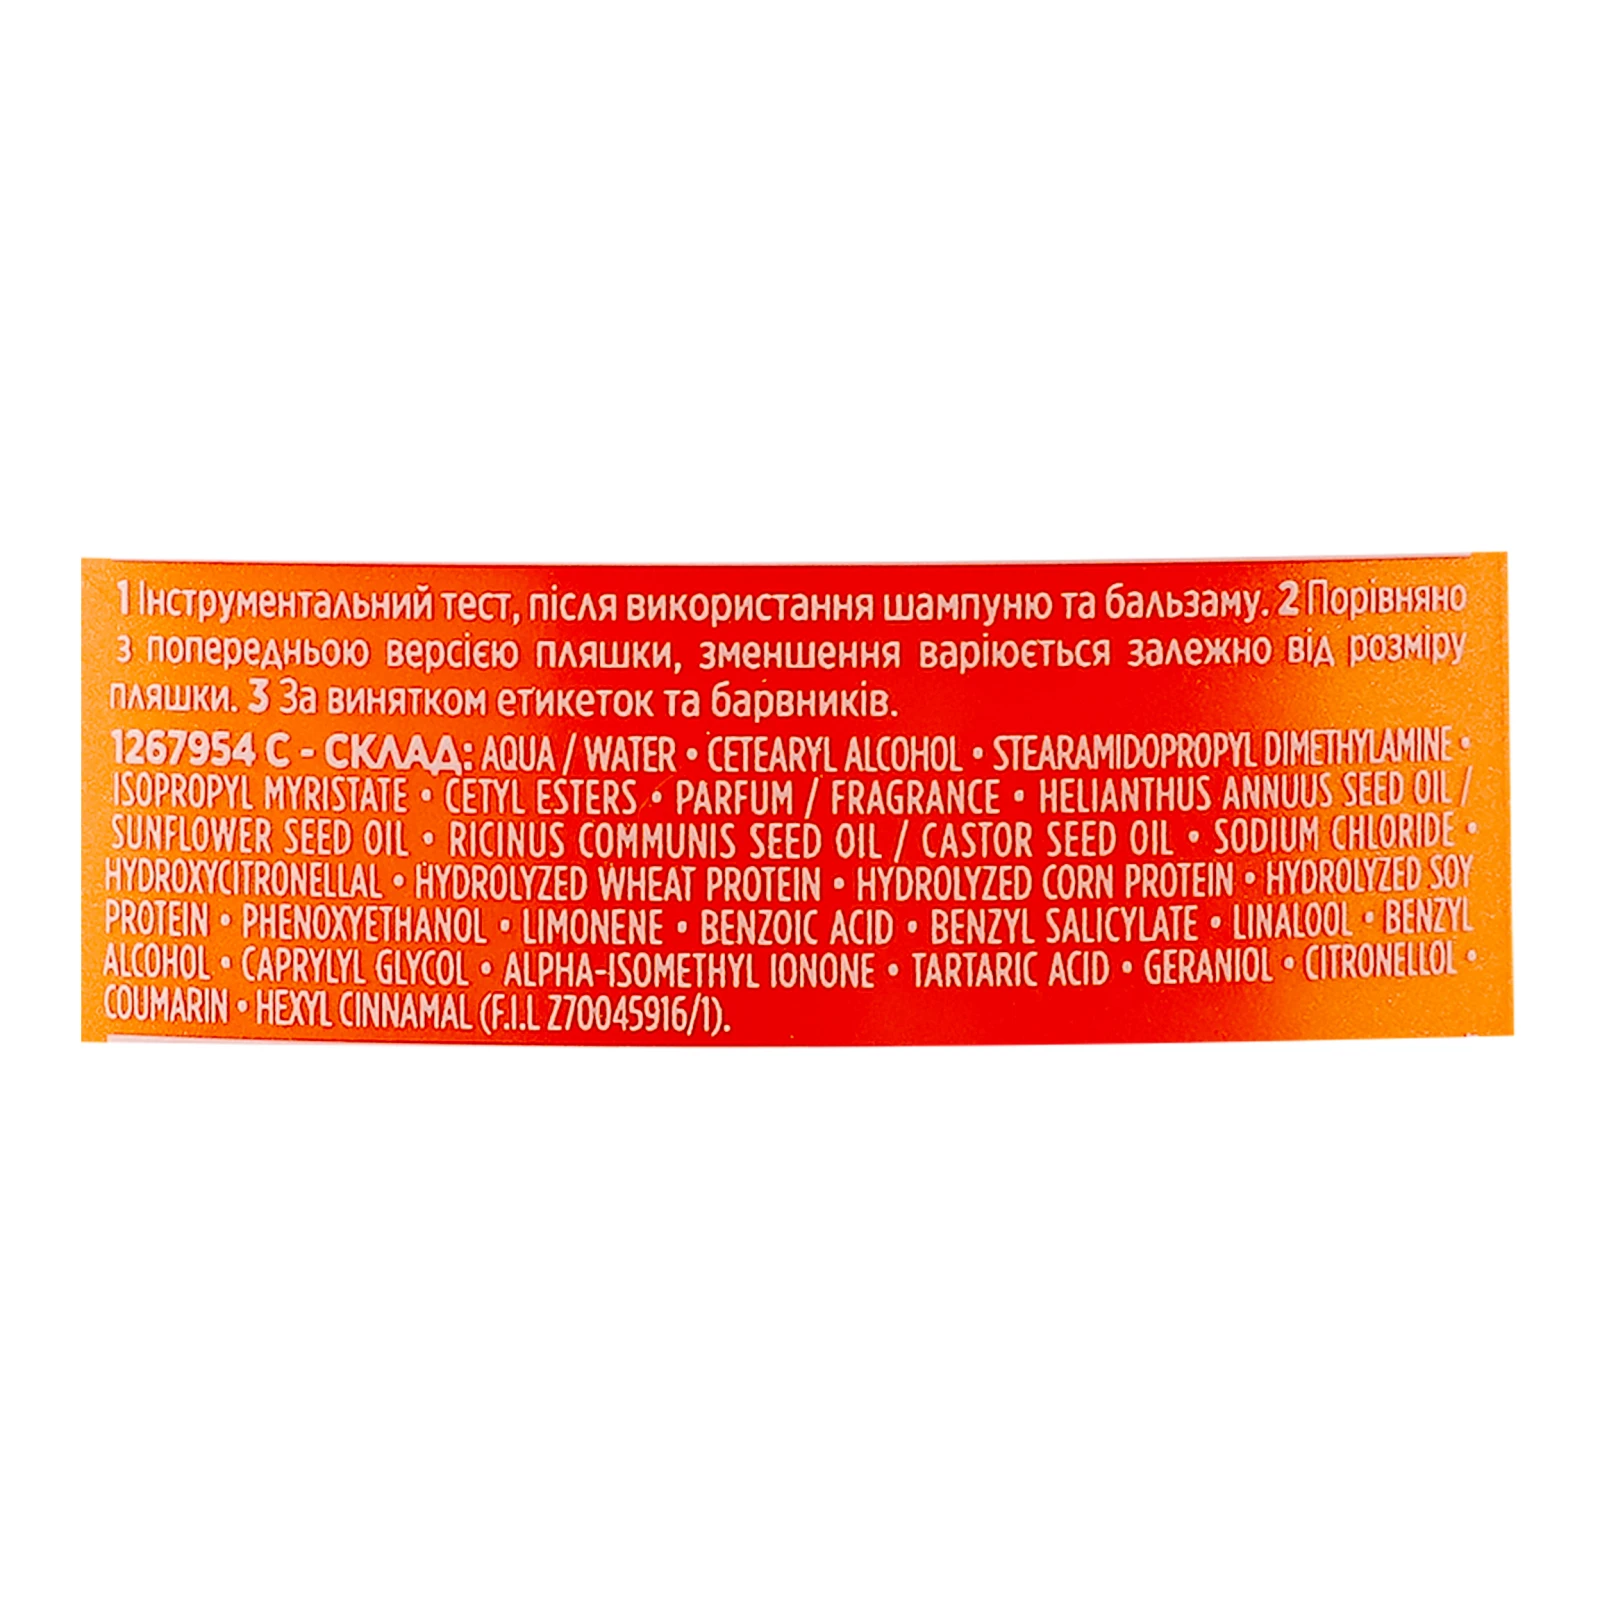 1 Інструментальний тест, після використання шампуню та бальзаму. 2 Порівняно
з попередньою версією пляшки, зменшення варіюється залежно від розміру
пляшки. 3 За винятком етикеток та барвників.
1267954 C - СКЛАД: AQUA / WATER • CETEARYL ALCOHOL • STEARAMIDOPROPYL DIMETHYLAMINE •
ISOPROPYL MYRISTATE • CETYL ESTERS • PARFUM / FRAGRANCE • HELIANTHUS ANNUUS SEED OIL /
SUNFLOWER SEED OIL • RICINUS COMMUNIS SEED OIL / CASTOR SEED OIL • SODIUM CHLORIDE •
HYDROXYCITRONELLAL • HYDROLYZED WHEAT PROTEIN • HYDROLYZED CORN PROTEIN • HYDROLYZED SOY
PROTEIN • PHENOXYETHANOL • LIMONENE • BENZOIC ACID • BENZYL SALICYLATE • LINALOOL • BENZYL
ALCOHOL • CAPRYLYL GLYCOL • ALPHA-ISOMETHYL IONONE • TARTARIC ACID • GERANIOL • CITRONELLOL •
COUMARIN • HEXYL CINNAMAL (F.I.L Z70045916/1).